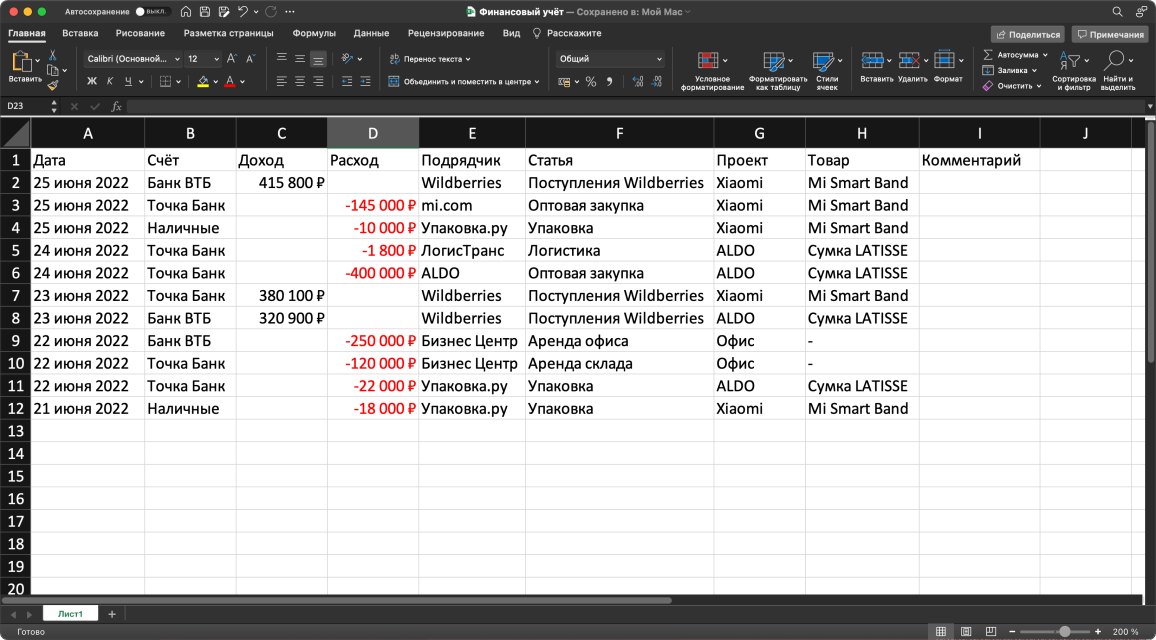 Автосохранение ВЫКЛ. Финансовый учёт — Сохранено в: Мой Mac
Главная Вставка Рисование Разметка страницы Формулы Данные Рецензирование Вид Расскажите Поделиться Примечания
Вставить Calibri (Основной... 12 Перенос текста Общий Автосумма
Ж К Ч Объединить и поместить в центре Условное форматирование Форматировать как таблицу Стили ячеек Вставить Удалить Формат Заливка Очистить Сортировка и фильтр Найти и выделить
D23 fx
A B C D E F G H I J
1 Дата Счёт Доход Расход Подрядчик Статья Проект Товар Комментарий
2 25 июня 2022 Банк ВТБ 415 800 ₽ Wildberries Поступления Wildberries Xiaomi Mi Smart Band
3 25 июня 2022 Точка Банк -145 000 ₽ mi.com Оптовая закупка Xiaomi Mi Smart Band
4 25 июня 2022 Наличные -10 000 ₽ Упаковка.ру Упаковка Xiaomi Mi Smart Band
5 24 июня 2022 Точка Банк -1 800 ₽ ЛогисТранс Логистика ALDO Сумка LATISSE
6 24 июня 2022 Точка Банк -400 000 ₽ ALDO Оптовая закупка ALDO Сумка LATISSE
7 23 июня 2022 Точка Банк 380 100 ₽ Wildberries Поступления Wildberries Xiaomi Mi Smart Band
8 23 июня 2022 Банк ВТБ 320 900 ₽ Wildberries Поступления Wildberries ALDO Сумка LATISSE
9 22 июня 2022 Банк ВТБ -250 000 ₽ Бизнес Центр Аренда офиса Офис -
10 22 июня 2022 Точка Банк -120 000 ₽ Бизнес Центр Аренда склада Офис -
11 22 июня 2022 Точка Банк -22 000 ₽ Упаковка.ру Упаковка ALDO Сумка LATISSE
12 21 июня 2022 Наличные -18 000 ₽ Упаковка.ру Упаковка Xiaomi Mi Smart Band
13
14
15
16
17
18
19
20
Лист1 +
Готово 200 %